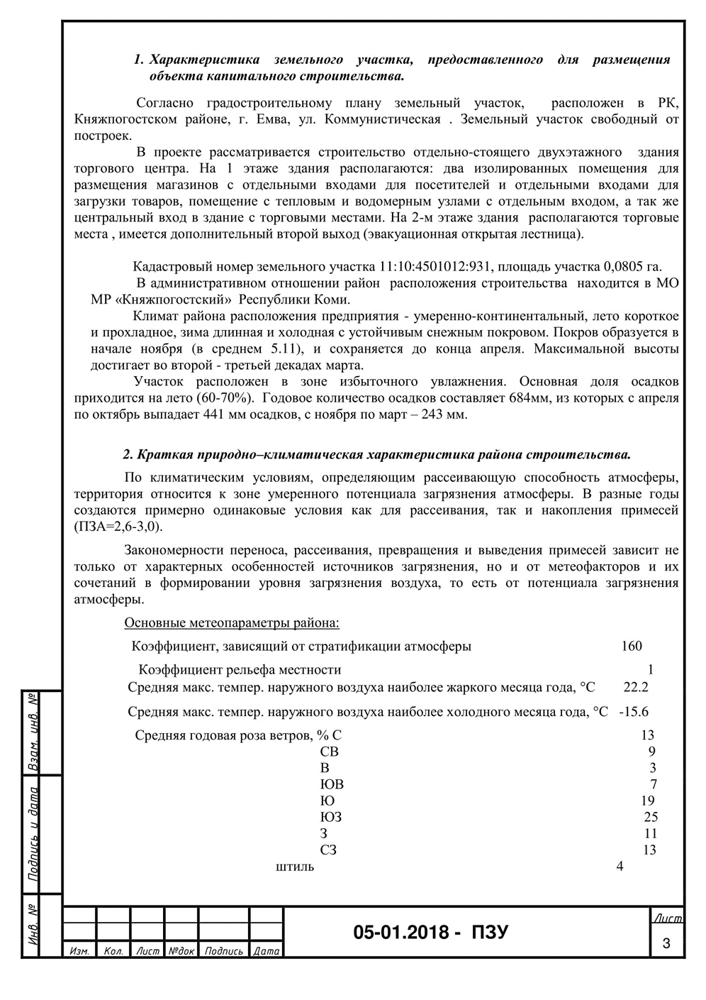 1. Характеристика земельного участка, предоставленного для размещения
объекта капитального строительства.
Согласно градостроительному плану земельный участок, расположен в РК,
Княжпогостском районе, г. Емва, ул. Коммунистическая . Земельный участок свободный от
построек.
В проекте рассматривается строительство отдельно-стоящего двухэтажного здания
торгового центра. На 1 этаже здания располагаются: два изолированных помещения для
размещения магазинов с отдельными входами для посетителей и отдельными входами для
загрузки товаров, помещение с тепловым и водомерным узлами с отдельным входом, а так же
центральный вход в здание с торговыми местами. На 2-м этаже здания располагаются торговые
места , имеется дополнительный второй выход (эвакуационная открытая лестница).
Кадастровый номер земельного участка 11:10:4501012:931, площадь участка 0,0805 га.
В административном отношении район расположения строительства находится в МО
МР «Княжпогостский» Республики Коми.
Климат района расположения предприятия - умеренно-континентальный, лето короткое
и прохладное, зима длинная и холодная с устойчивым снежным покровом. Покров образуется в
начале ноября (в среднем 5.11), и сохраняется до конца апреля. Максимальной высоты
достигает во второй - третьей декадах марта.
Участок расположен в зоне избыточного увлажнения. Основная доля осадков
приходится на лето (60-70%). Годовое количество осадков составляет 684мм, из которых с апреля
по октябрь выпадает 441 мм осадков, с ноября по март – 243 мм.
2. Краткая природно–климатическая характеристика района строительства.
По климатическим условиям, определяющим рассеивающую способность атмосферы,
территория относится к зоне умеренного потенциала загрязнения атмосферы. В разные годы
создаются примерно одинаковые условия как для рассеивания, так и накопления примесей
(ПЗА=2,6-3,0).
Закономерности переноса, рассеивания, превращения и выведения примесей зависит не
только от характерных особенностей источников загрязнения, но и от метеофакторов и их
сочетаний в формировании уровня загрязнения воздуха, то есть от потенциала загрязнения
атмосферы.
Основные метеопараметры района:
Коэффициент, зависящий от стратификации атмосферы 160
Коэффициент рельефа местности 1
Средняя макс. темпер. наружного воздуха наиболее жаркого месяца года, °С 22.2
Средняя макс. темпер. наружного воздуха наиболее холодного месяца года, °С -15.6
Средняя годовая роза ветров, % С 13
СВ 9
В 3
ЮВ 7
Ю 19
ЮЗ 25
З 11
СЗ 13
штиль 4
Взам. инв. №
Подпись и дата
Инв. №
Изм. Кол. Лист №док Подпись Дата
05-01.2018 - ПЗУ
Лист
3